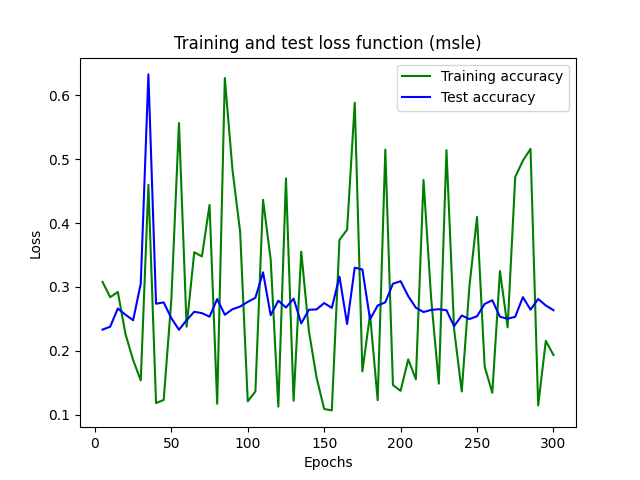 Training and test loss function (msle)
Training accuracy
Test accuracy
Loss
0.6
0.5
0.4
0.3
0.2
0.1
0
50
100
150
200
250
300
Epochs